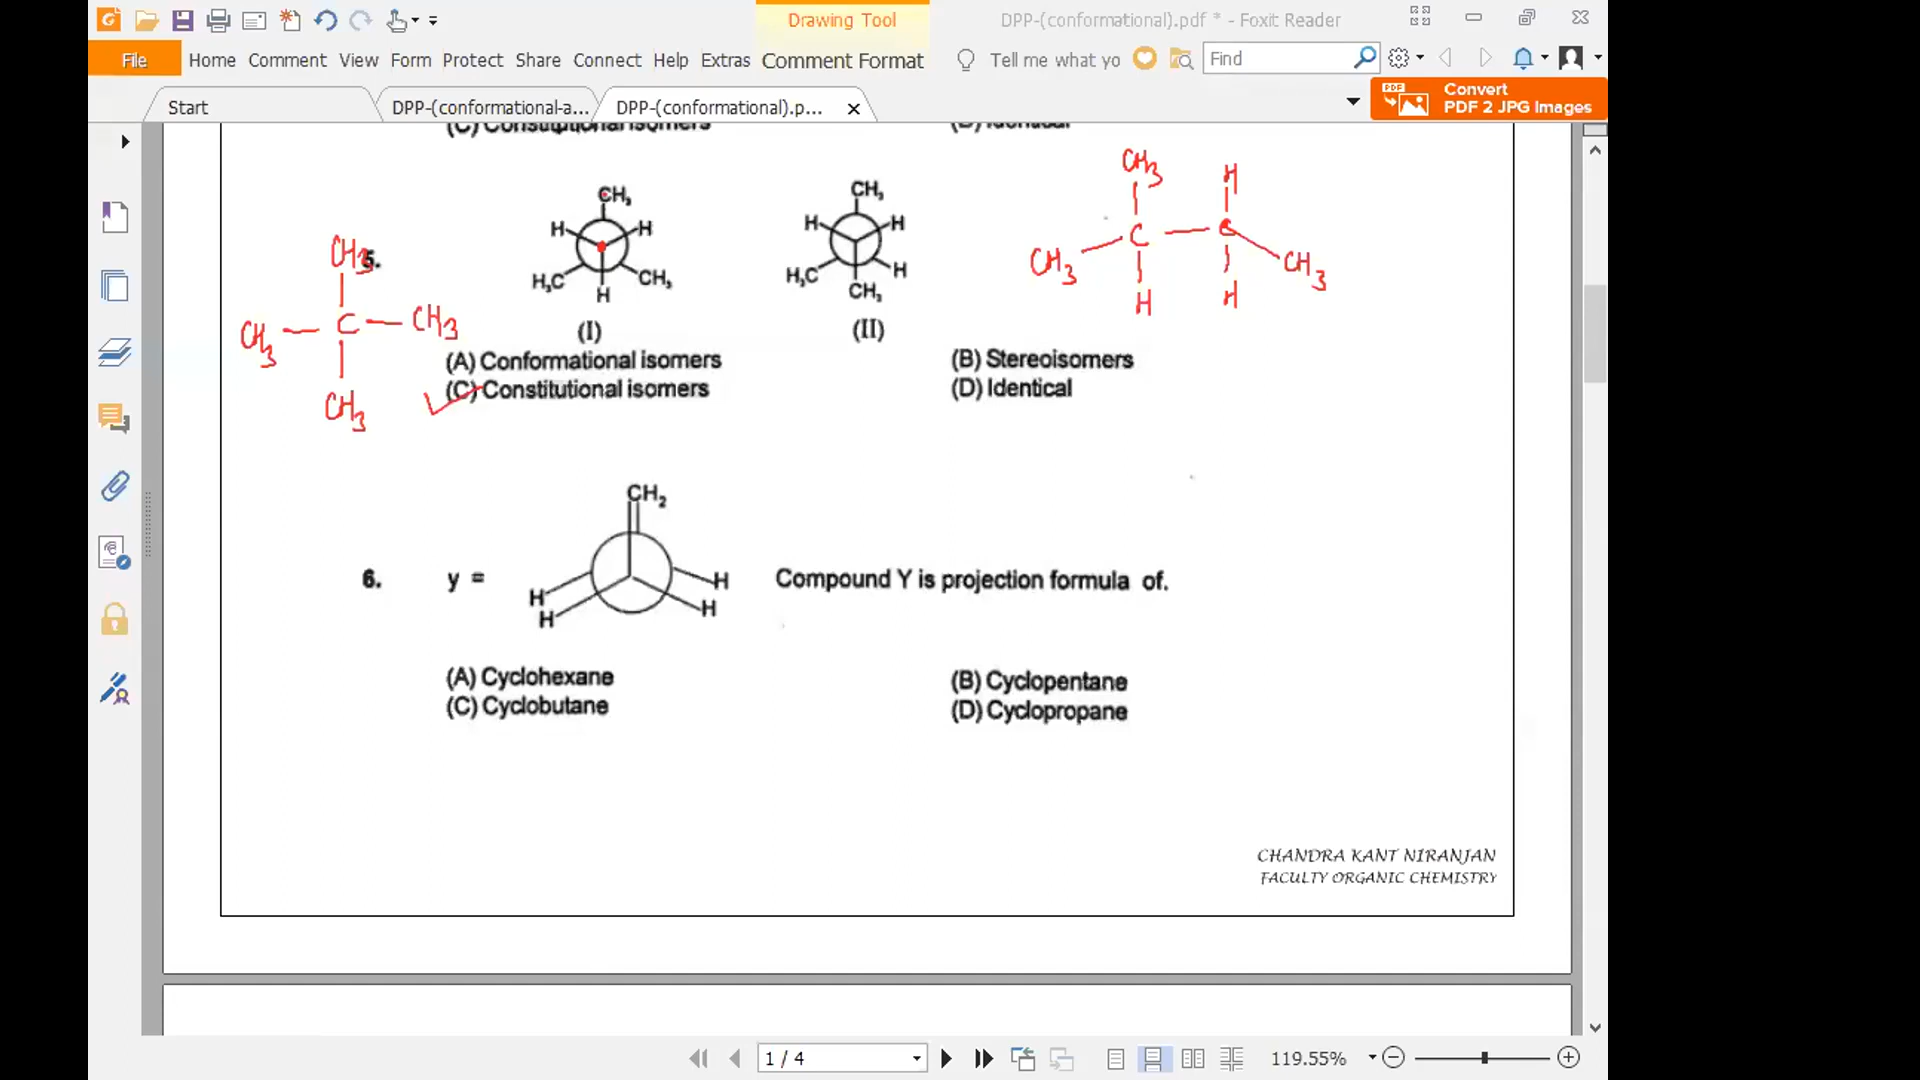 Drawing Tool
DPP-(conformational).pdf * - Foxit Reader
File Home Comment View Form Protect Share Connect Help Extras Comment Format Tell me what yo Find
Start DPP-(conformational-a... DPP-(conformational).p...
PDF Convert
PDF 2 JPG Images
(C) Constitutional isomers (D) Identical
5.
CH3 H H H3C CH3 H
(I)
CH3 H H H3C H CH3
(II)
CH3 H
CH3 C C CH3
H H
CH3
CH3 C CH3
CH3
(A) Conformational isomers (B) Stereoisomers
(C) Constitutional isomers (D) Identical
CH2
6. y = H H H H Compound Y is projection formula of.
(A) Cyclohexane (B) Cyclopentane
(C) Cyclobutane (D) Cyclopropane
CHANDRA KANT NIRANJAN
FACULTY ORGANIC CHEMISTRY
1 / 4 119.55%